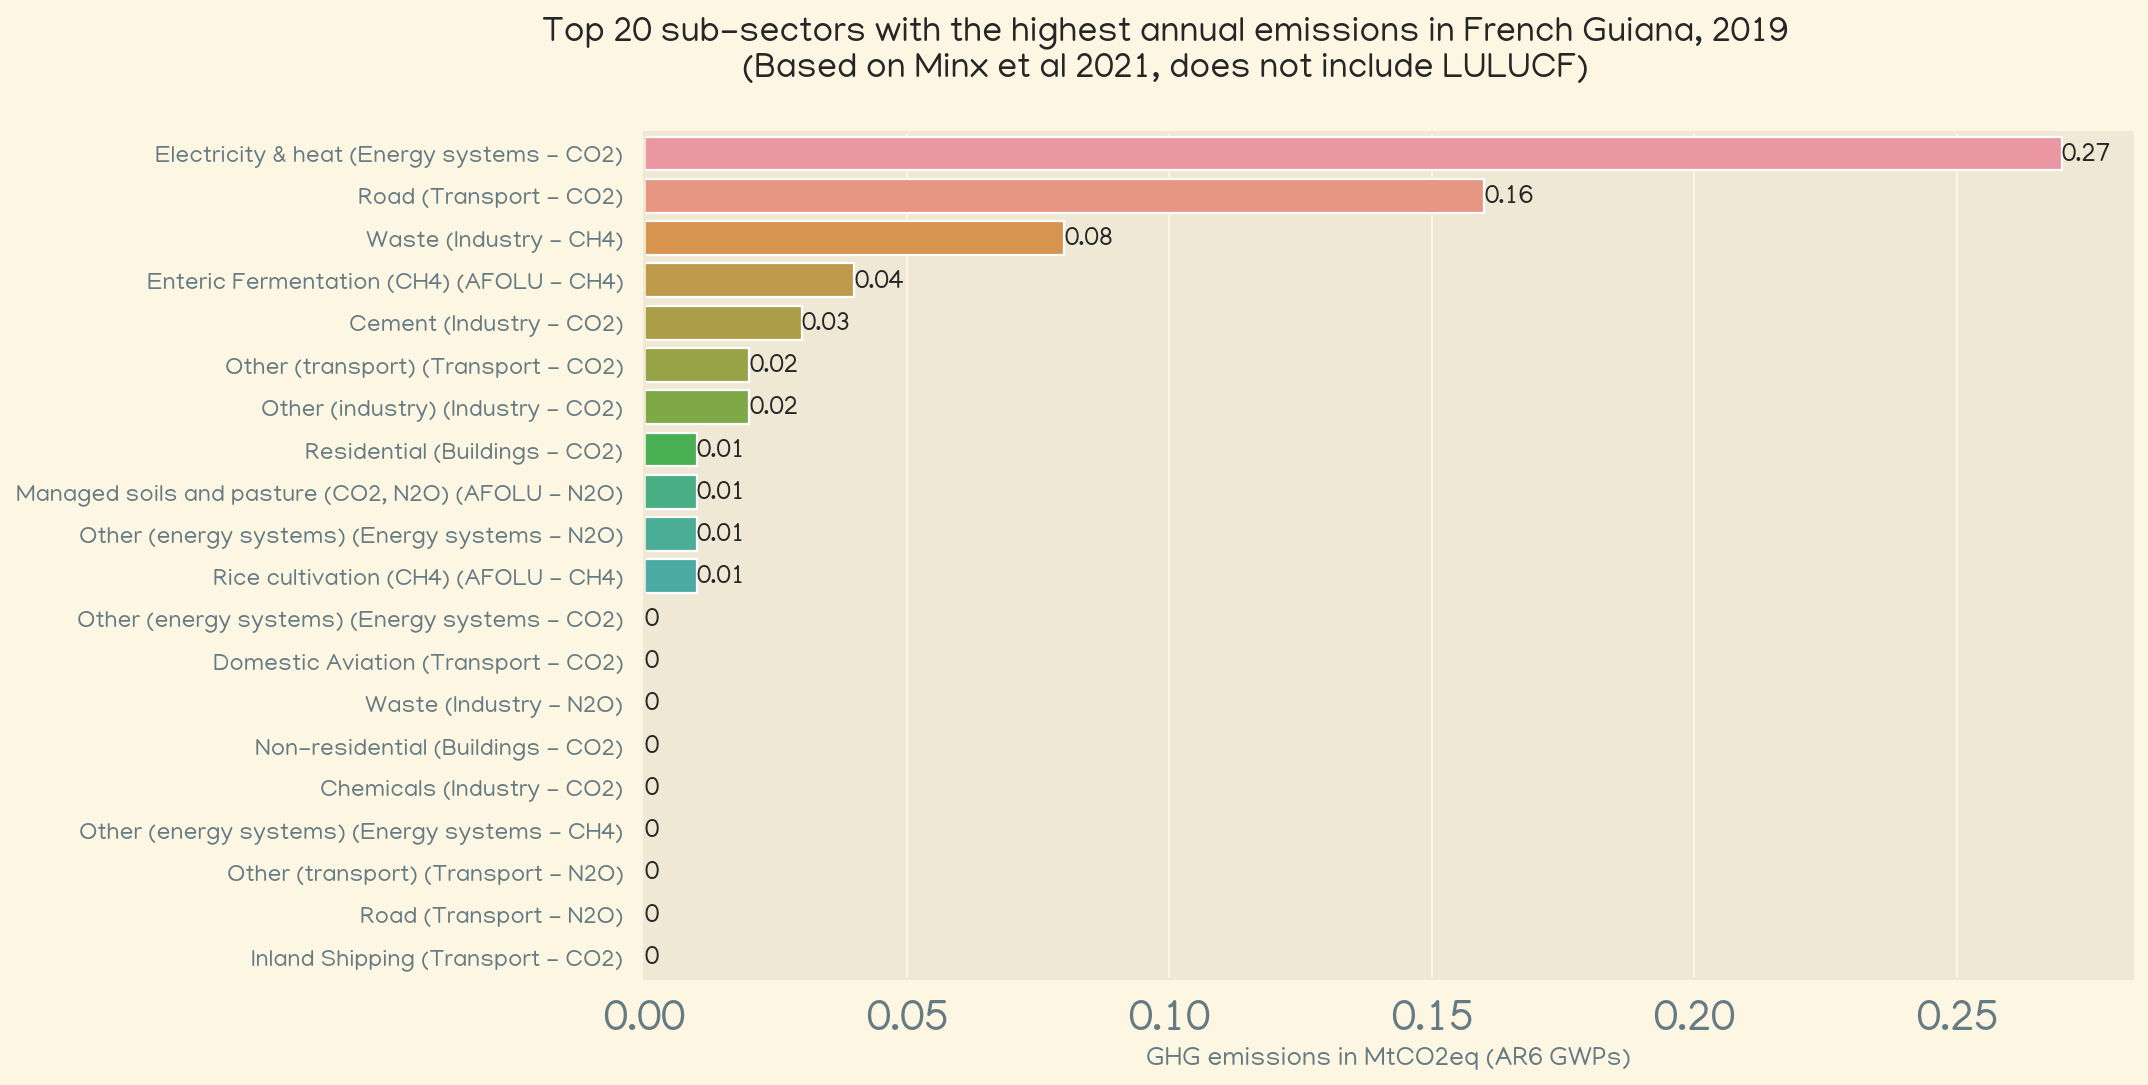 Top 20 sub-sectors with the highest annual emissions in French Guiana, 2019
(Based on Minx et al 2021, does not include LULUCF)
Electricity & heat (Energy systems - CO2) 0.27
Road (Transport - CO2) 0.16
Waste (Industry - CH4) 0.08
Enteric Fermentation (CH4) (AFOLU - CH4) 0.04
Cement (Industry - CO2) 0.03
Other (transport) (Transport - CO2) 0.02
Other (industry) (Industry - CO2) 0.02
Residential (Buildings - CO2) 0.01
Managed soils and pasture (CO2, N2O) (AFOLU - N2O) 0.01
Other (energy systems) (Energy systems - N2O) 0.01
Rice cultivation (CH4) (AFOLU - CH4) 0.01
Other (energy systems) (Energy systems - CO2) 0
Domestic Aviation (Transport - CO2) 0
Waste (Industry - N2O) 0
Non-residential (Buildings - CO2) 0
Chemicals (Industry - CO2) 0
Other (energy systems) (Energy systems - CH4) 0
Other (transport) (Transport - N2O) 0
Road (Transport - N2O) 0
Inland Shipping (Transport - CO2) 0
0.00 0.05 0.10 0.15 0.20 0.25
GHG emissions in MtCO2eq (AR6 GWPs)